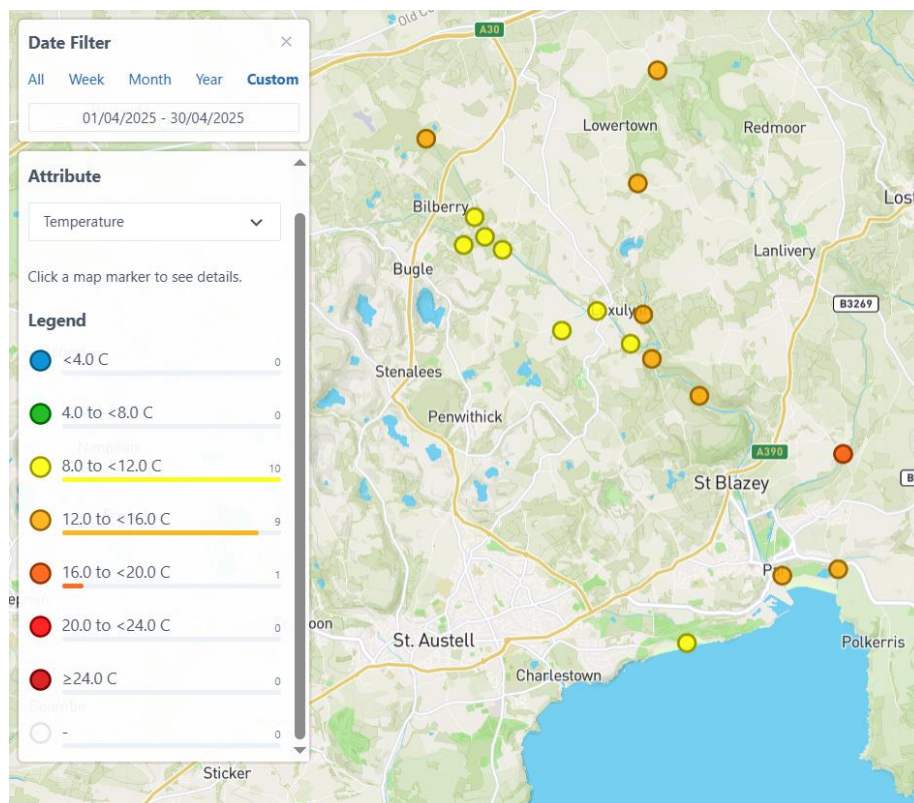 Date Filter
×
All Week Month Year Custom
01/04/2025 - 30/04/2025
Attribute
Temperature
Click a map marker to see details.
Legend
<4.0 C 0
4.0 to <8.0 C 0
8.0 to <12.0 C 10
12.0 to <16.0 C 9
16.0 to <20.0 C 1
20.0 to <24.0 C 0
≥24.0 C 0
- 0
A30
Lowertown
Redmoor
Bilberry
Lanlivery
Bugle
B3269
Stenalees
Penwithick
A390
St Blazey
St. Austell
Polkerris
Charlestown
Sticker